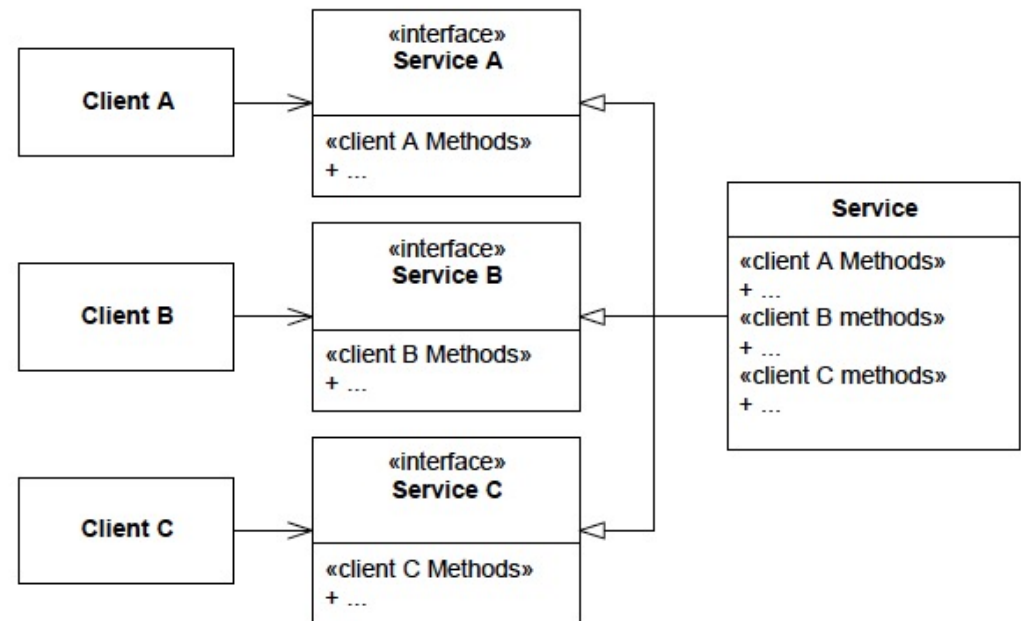 Client A
«interface»
Service A
«client A Methods»
+ ...
Client B
«interface»
Service B
«client B Methods»
+ ...
Client C
«interface»
Service C
«client C Methods»
+ ...
Service
«client A Methods»
+ ...
«client B methods»
+ ...
«client C methods»
+ ...